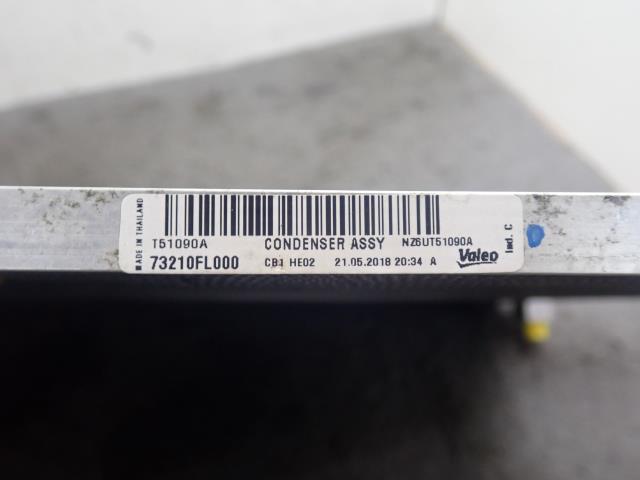 MADE IN THAILAND
T51090A CONDENSER ASSY NZ6UT51090A
73210FL000 CB1 HE02 21.05.2018 20:34 A Valeo
Ind. C